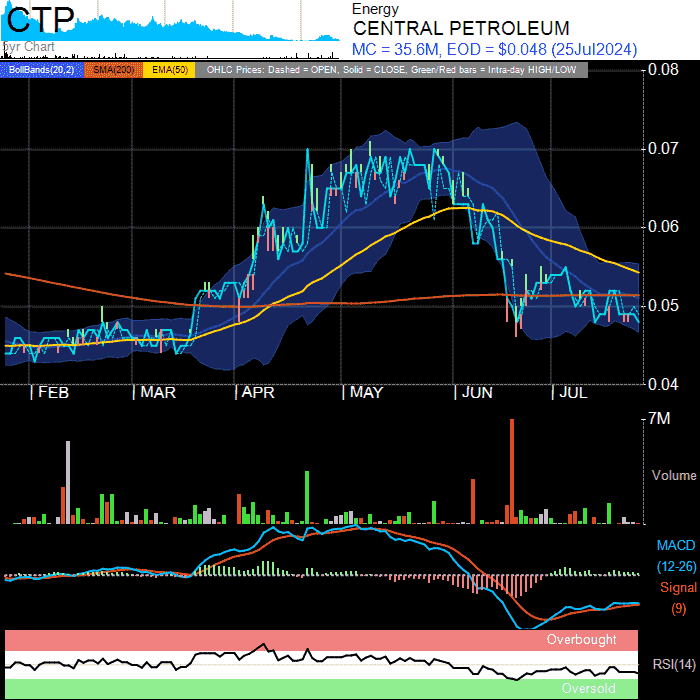 CTP
Energy
CENTRAL PETROLEUM
MC = 35.6M, EOD = $0.048 (25Jul2024)
5yr Chart
BollBands(20,2) SMA(200) EMA(50) OHLC Prices: Dashed = OPEN, Solid = CLOSE, Green/Red bars = Intra-day HIGH/LOW
0.08
0.07
0.06
0.05
0.04
| FEB | MAR | APR | MAY | JUN | JUL
7M
Volume
MACD
(12-26)
Signal
(9)
Overbought
RSI(14)
Oversold